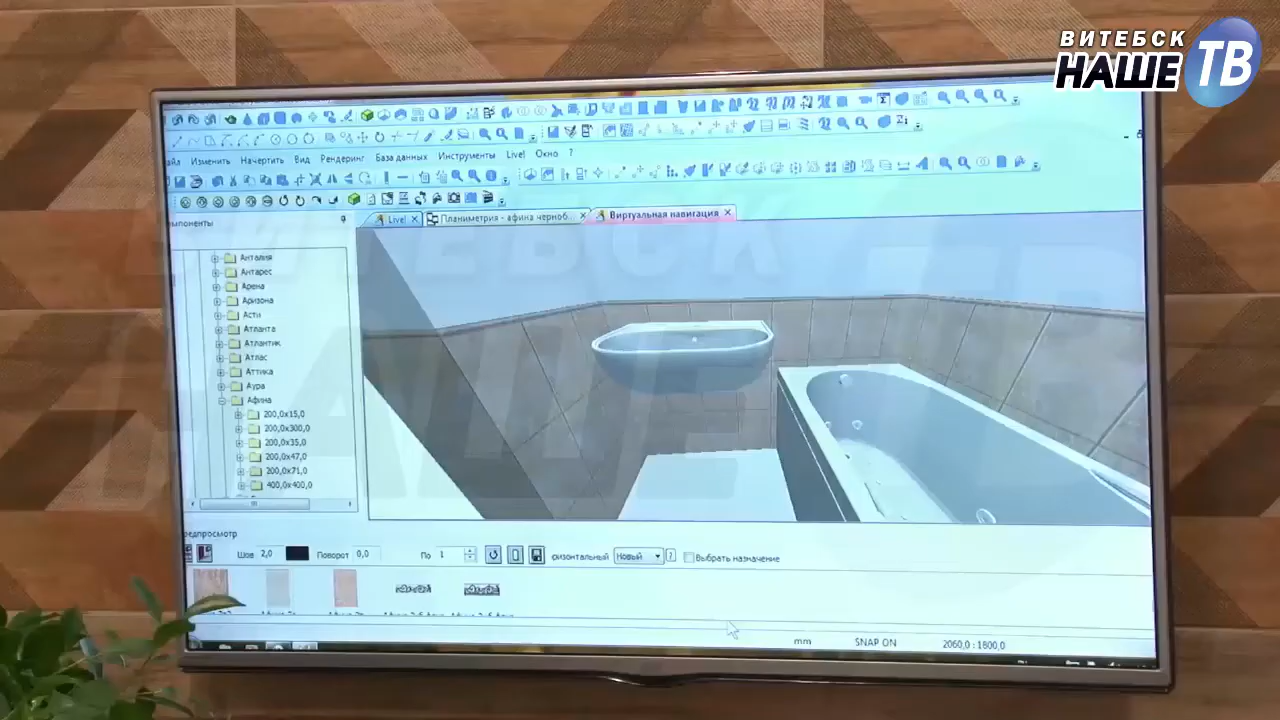 ВИТЕБСК
НАШЕ ТВ
Изменить Начертить Вид Рендеринг База данных Инструменты Live! Окно ?
Live!
Планиметрия - афина черноб..
Виртуальная навигация
Анталия
Антарес
Арена
Аризона
Асти
Атланта
Атлантик
Атлас
Аттика
Аура
Афина
200,0x15,0
200,0x300,0
200,0x35,0
200,0x47,0
200,0x71,0
400,0x400,0
Шов 2,0 Поворот 0,0 По 1 Новый Выбрать назначение
mm SNAP ON 2060,0 : 1800,0